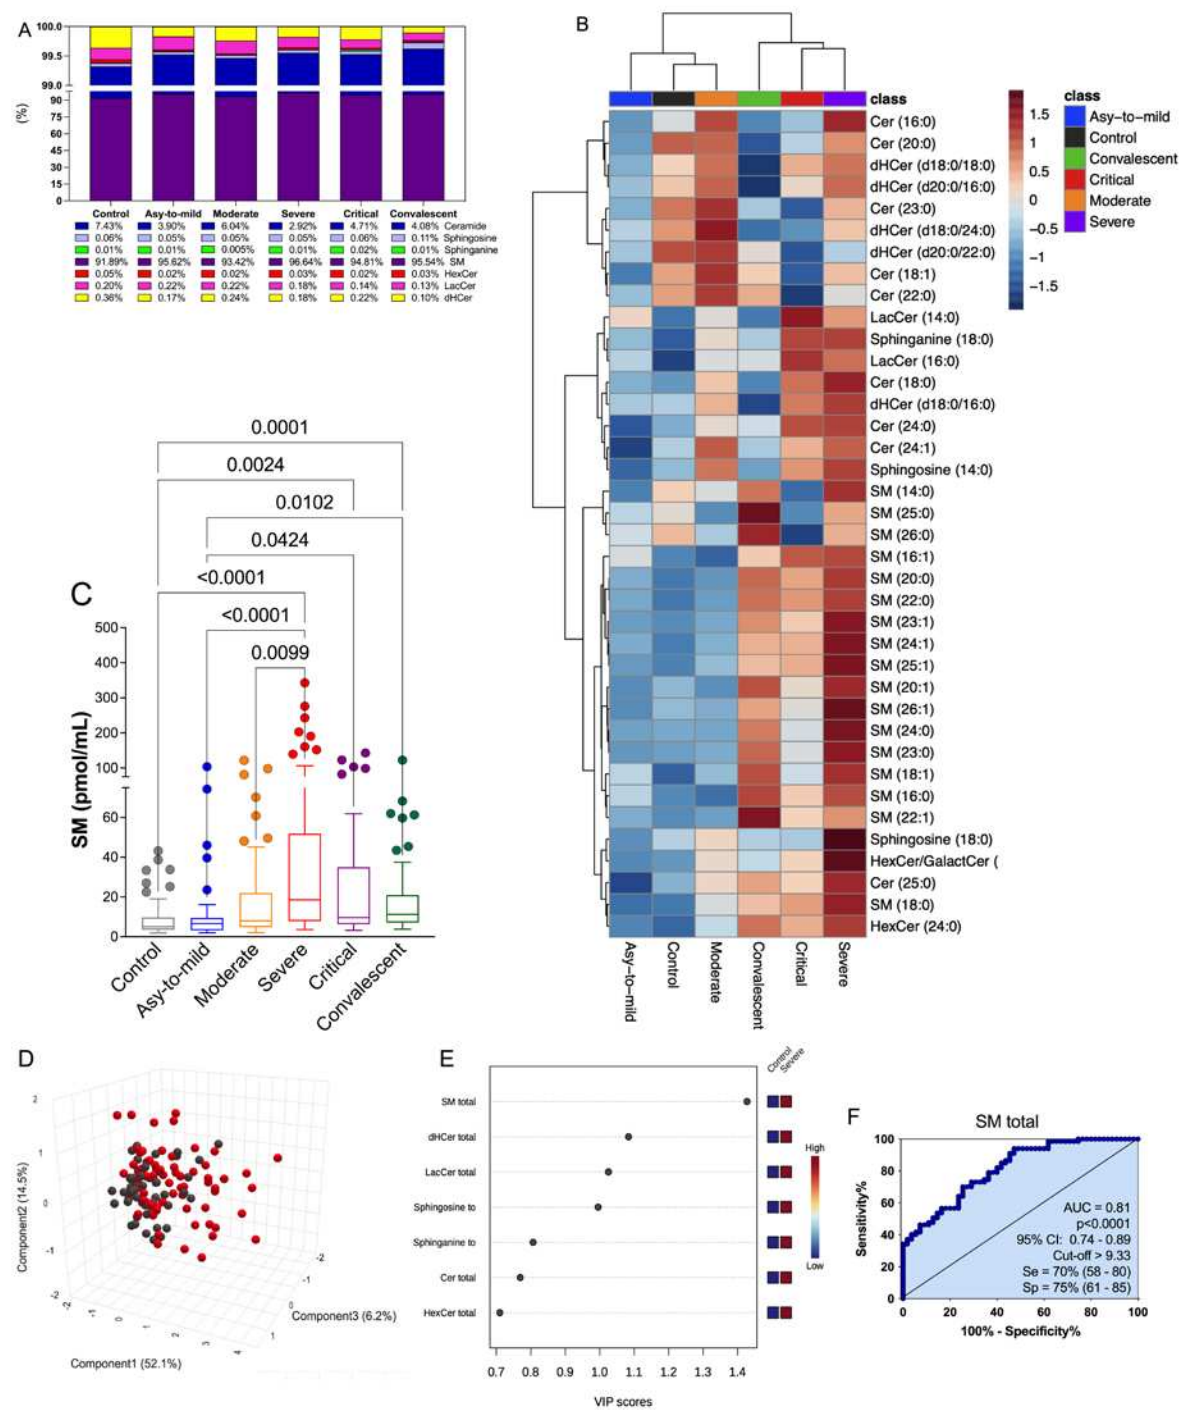 A
100.0
99.5
99.0
90
75
60
45
30
15
0
(%)
Control Asy-to-mild Moderate Severe Critical Convalescent
7.43% 3.90% 6.04% 2.92% 4.71% 4.08% Ceramide
0.06% 0.05% 0.05% 0.05% 0.06% 0.11% Sphingosine
0.01% 0.01% 0.005% 0.01% 0.02% 0.01% Sphinganine
91.89% 95.62% 93.42% 96.64% 94.81% 95.54% SM
0.05% 0.02% 0.02% 0.03% 0.02% 0.03% HexCer
0.20% 0.22% 0.22% 0.18% 0.14% 0.13% LacCer
0.36% 0.17% 0.24% 0.18% 0.22% 0.10% dHCer
B
class
Cer (16:0)
Cer (20:0)
dHCer (d18:0/18:0)
dHCer (d20:0/16:0)
Cer (23:0)
dHCer (d18:0/24:0)
dHCer (d20:0/22:0)
Cer (18:1)
Cer (22:0)
LacCer (14:0)
Sphinganine (18:0)
LacCer (16:0)
Cer (18:0)
dHCer (d18:0/16:0)
Cer (24:0)
Cer (24:1)
Sphingosine (14:0)
SM (14:0)
SM (25:0)
SM (26:0)
SM (16:1)
SM (20:0)
SM (22:0)
SM (23:1)
SM (24:1)
SM (25:1)
SM (20:1)
SM (26:1)
SM (24:0)
SM (23:0)
SM (18:1)
SM (16:0)
SM (22:1)
Sphingosine (18:0)
HexCer/GalactCer (
Cer (25:0)
SM (18:0)
HexCer (24:0)
Asy-to-mild
Control
Moderate
Convalescent
Critical
Severe
1.5
1
0.5
0
-0.5
-1
-1.5
class
Asy-to-mild
Control
Convalescent
Critical
Moderate
Severe
C
0.0001
0.0024
0.0102
0.0424
<0.0001
<0.0001
0.0099
SM (pmol/mL)
500
400
300
200
100
60
40
20
0
Control
Asy-to-mild
Moderate
Severe
Critical
Convalescent
D
Component2 (14.5%)
2
1
0
-1
-2
-2
-1
0
1
2
3
4
Component1 (52.1%)
-2
-1
0
1
Component3 (6.2%)
E
Control
Severe
SM total
dHCer total
LacCer total
Sphingosine to
Sphinganine to
Cer total
HexCer total
0.7 0.8 0.9 1.0 1.1 1.2 1.3 1.4
VIP scores
High
Low
F
SM total
Sensitivity%
100
80
60
40
20
0
AUC = 0.81
p<0.0001
95% CI: 0.74 - 0.89
Cut-off > 9.33
Se = 70% (58 - 80)
Sp = 75% (61 - 85)
0 20 40 60 80 100
100% - Specificity%